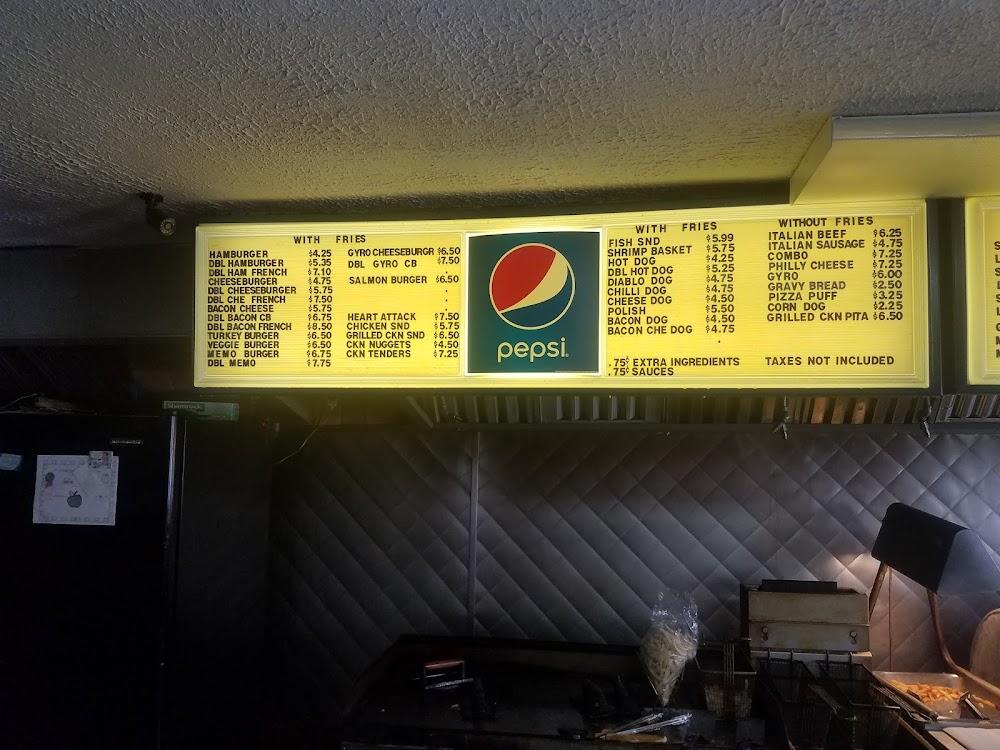 WITH FRIES
HAMBURGER $4.25
DBL HAMBURGER $5.35
DBL HAM FRENCH $7.10
CHEESEBURGER $4.75
DBL CHEESEBURGER $5.75
DBL CHE FRENCH $7.50
BACON CHEESE $5.75
DBL BACON CB $6.75
DBL BACON FRENCH $8.50
TURKEY BURGER $6.50
VEGGIE BURGER $6.50
MEMO BURGER $6.75
DBL MEMO $7.75
GYRO CHEESEBURGR $6.50
DBL GYRO CB $7.50
SALMON BURGER $6.50
HEART ATTACK $7.50
CHICKEN SND $5.75
GRILLED CKN SND $6.50
CKN NUGGETS $4.50
CKN TENDERS $7.25
pepsi
WITH FRIES
FISH SND $5.99
SHRIMP BASKET $5.75
HOT DOG $4.25
DBL HOT DOG $5.25
DIABLO DOG $4.75
CHILLI DOG $4.75
CHEESE DOG $4.50
POLISH $5.50
BACON DOG $4.50
BACON CHE DOG $4.75
.75¢ EXTRA INGREDIENTS
.75¢ SAUCES
WITHOUT FRIES
ITALIAN BEEF $6.25
ITALIAN SAUSAGE $4.75
COMBO $7.25
PHILLY CHEESE $7.25
GYRO $6.00
GRAVY BREAD $2.50
PIZZA PUFF $3.25
CORN DOG $2.25
GRILLED CKN PITA $6.50
TAXES NOT INCLUDED
Shamrock